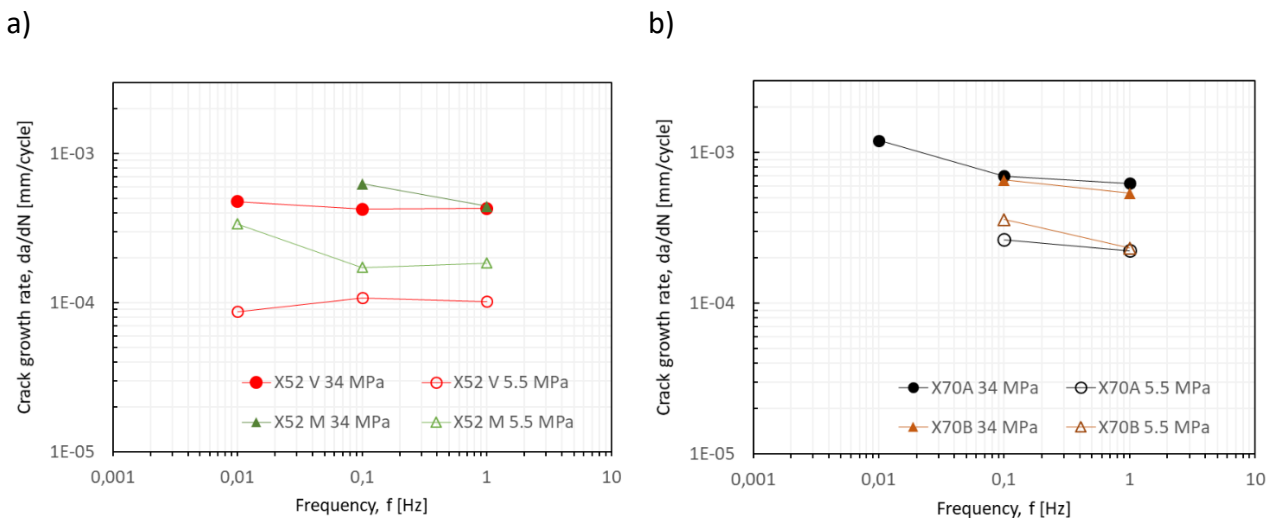 a)
Crack growth rate, da/dN [mm/cycle]
1E-03
1E-04
1E-05
X52 V 34 MPa
X52 V 5.5 MPa
X52 M 34 MPa
X52 M 5.5 MPa
0,001
0,01
0,1
1
10
Frequency, f [Hz]
b)
Crack growth rate, da/dN [mm/cycle]
1E-03
1E-04
1E-05
X70A 34 MPa
X70A 5.5 MPa
X70B 34 MPa
X70B 5.5 MPa
0,001
0,01
0,1
1
10
Frequency, f [Hz]